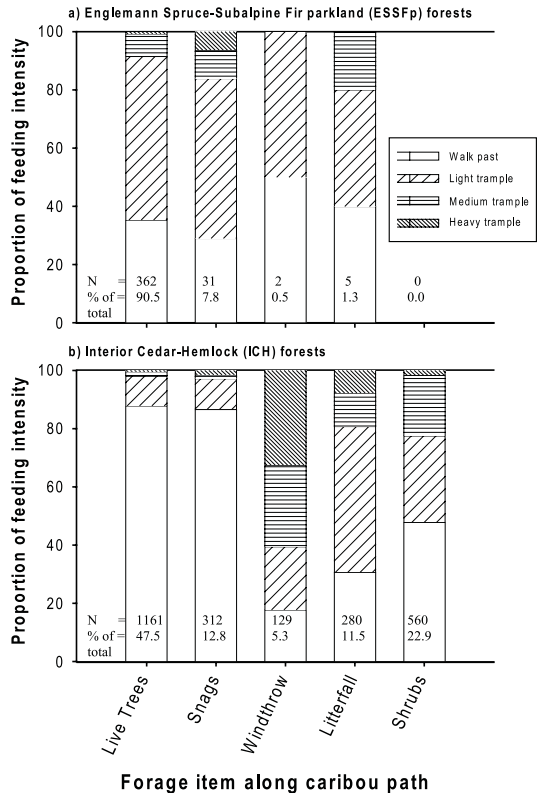 a) Englemann Spruce-Subalpine Fir parkland (ESSFp) forests
Proportion of feeding intensity
100
80
60
40
20
0
Walk past
Light trample
Medium trample
Heavy trample
N = 362 31 2 5 0
% of = 90.5 7.8 0.5 1.3 0.0
total
b) Interior Cedar-Hemlock (ICH) forests
Proportion of feeding intensity
100
80
60
40
20
0
N = 1161 312 129 280 560
% of = 47.5 12.8 5.3 11.5 22.9
total
Live Trees
Snags
Windthrow
Litterfall
Shrubs
Forage item along caribou path